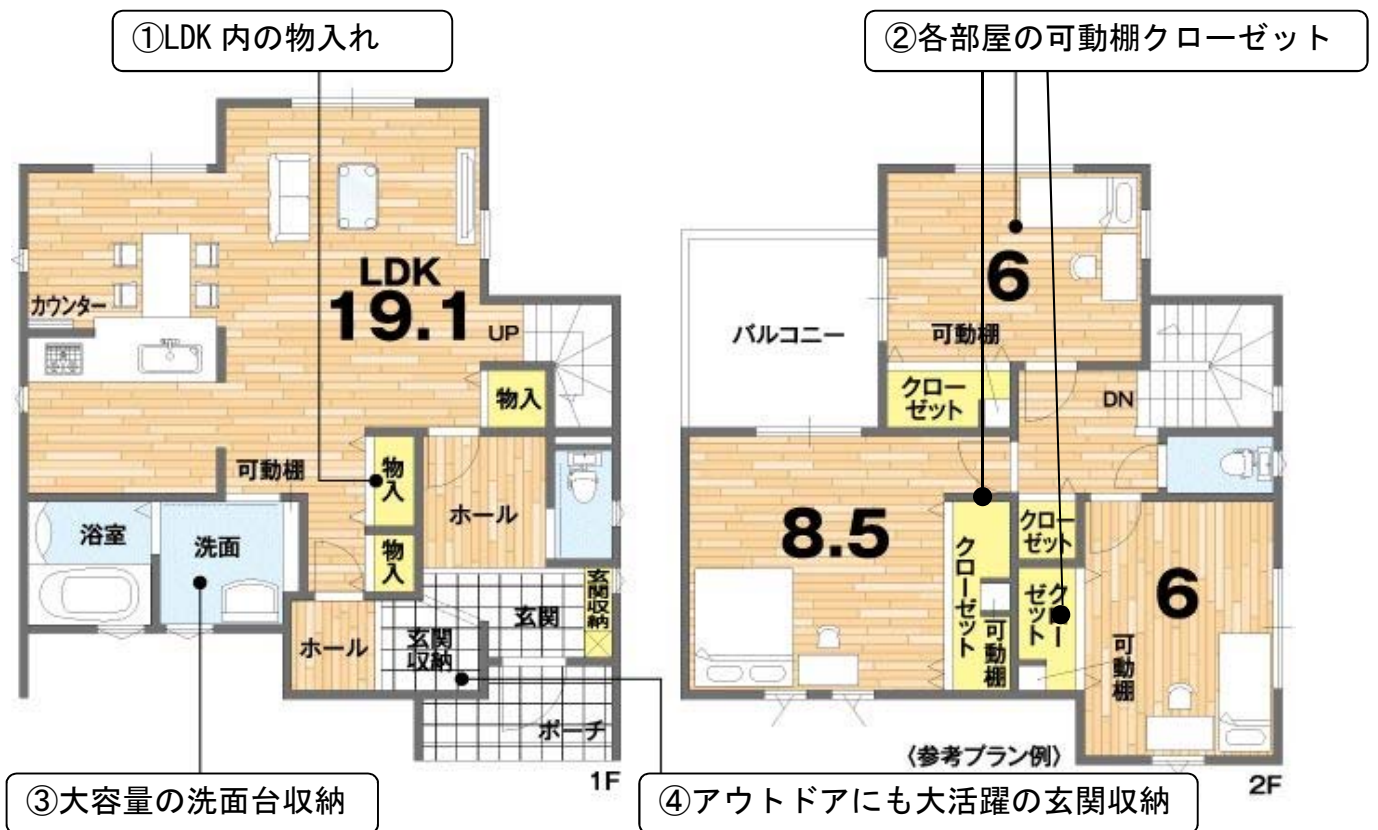 ①LDK 内の物入れ
②各部屋の可動棚クローゼット
LDK
19.1
UP
カウンター
物入
可動棚
物入
ホール
浴室
洗面
物入
玄関収納
玄関
ホール
玄関
収納
ポーチ
1F
6
バルコニー
可動棚
クロー
ゼット
DN
8.5
クローゼット
可動棚
クロー
ゼット
クロー
ゼット
6
可動棚
〈参考プラン例〉
2F
③大容量の洗面台収納
④アウトドアにも大活躍の玄関収納